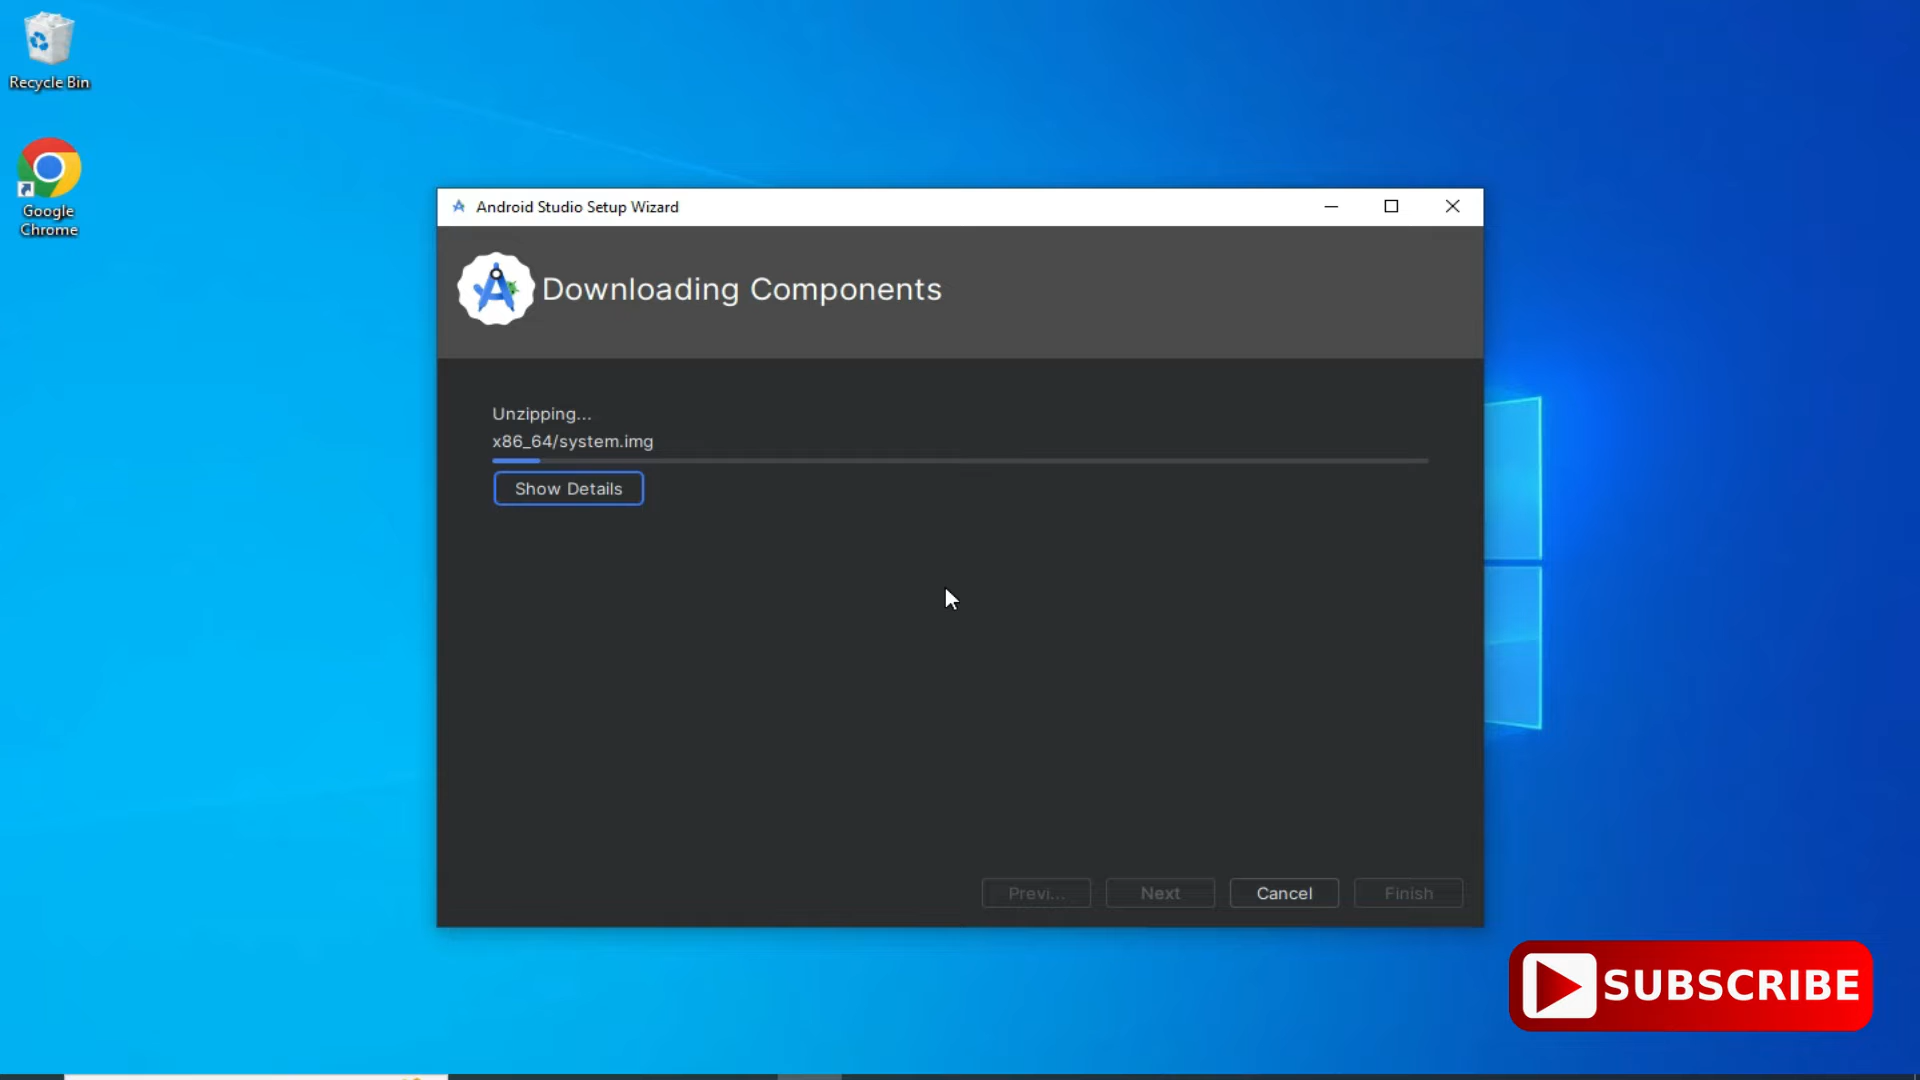 Recycle Bin
Google
Chrome
Android Studio Setup Wizard
Downloading Components
Unzipping...
x86_64/system.img
Show Details
Previ...
Next
Cancel
Finish
SUBSCRIBE